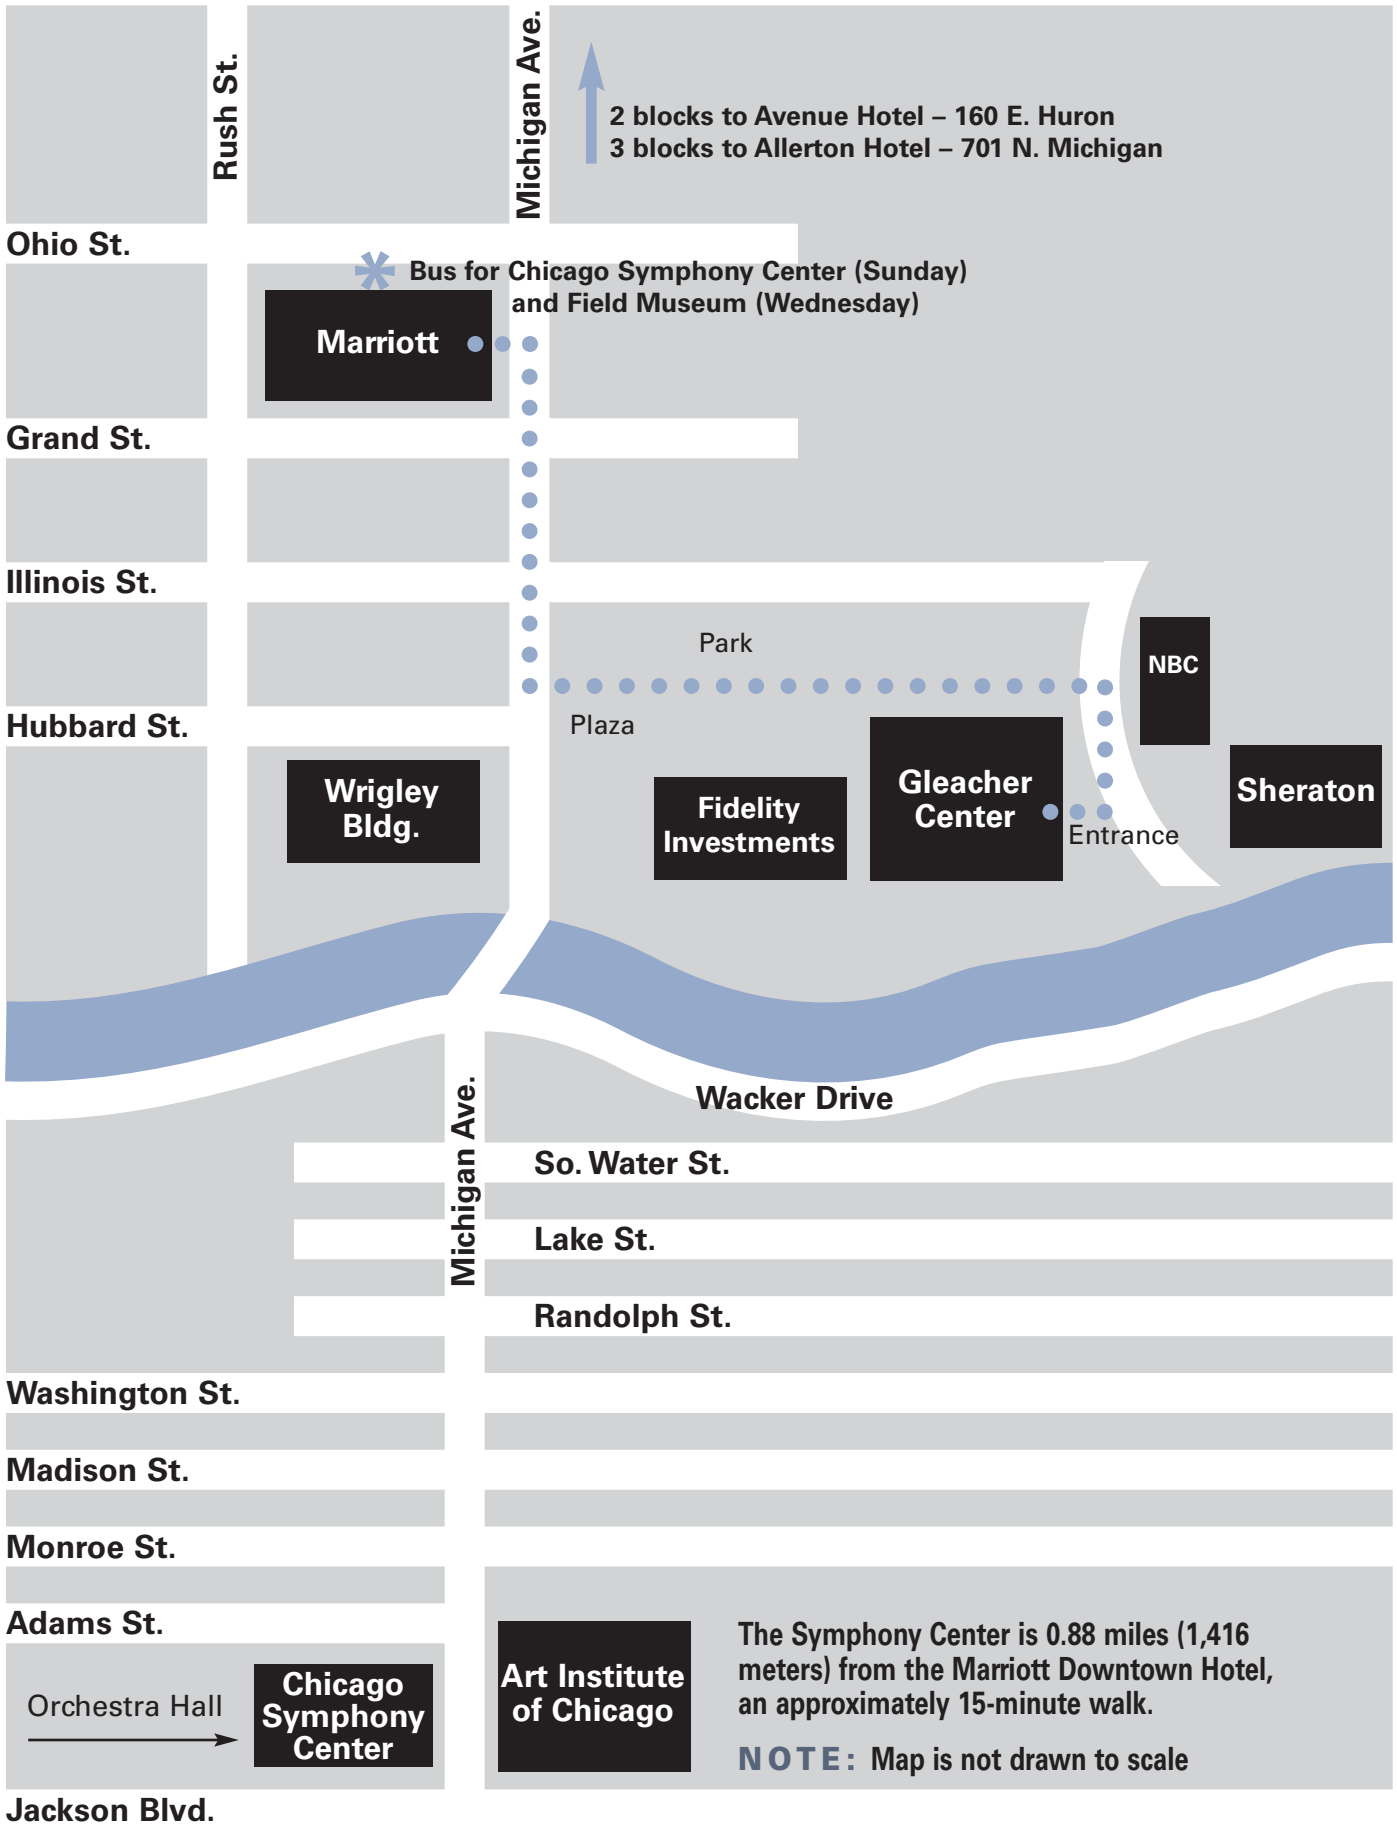 Rush St.
Michigan Ave.
2 blocks to Avenue Hotel – 160 E. Huron
3 blocks to Allerton Hotel – 701 N. Michigan
Ohio St.
Bus for Chicago Symphony Center (Sunday)
and Field Museum (Wednesday)
Marriott
Grand St.
Illinois St.
Park
NBC
Hubbard St.
Plaza
Wrigley
Bldg.
Fidelity
Investments
Gleacher
Center
Entrance
Sheraton
Wacker Drive
Michigan Ave.
So. Water St.
Lake St.
Randolph St.
Washington St.
Madison St.
Monroe St.
Adams St.
Orchestra Hall
Chicago
Symphony
Center
Art Institute
of Chicago
The Symphony Center is 0.88 miles (1,416
meters) from the Marriott Downtown Hotel,
an approximately 15-minute walk.
NOTE: Map is not drawn to scale
Jackson Blvd.